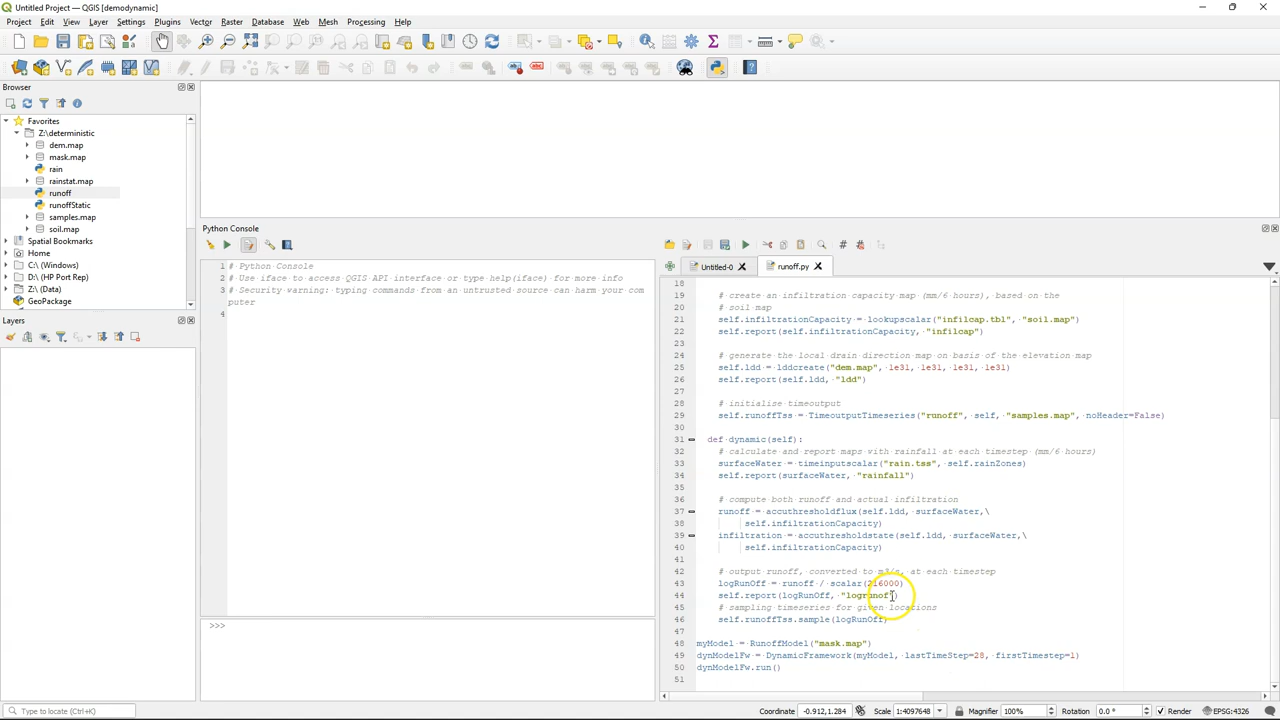 Untitled Project — QGIS [demodynamic]
Project Edit View Layer Settings Plugins Vector Raster Database Web Mesh Processing Help
Browser
Favorites
Z:\deterministic
dem.map
mask.map
rain
rainstat.map
runoff
runoffStatic
samples.map
soil.map
Spatial Bookmarks
Home
C:\ (Windows)
D:\ (HP Port Rep)
Z:\ (Data)
GeoPackage
Layers
Python Console
1 # Python Console
2 # Use iface to access QGIS API interface or type help(iface) for more info
3 # Security warning: typing commands from an untrusted source can harm your com
puter
4
>>>
Untitled-0 runoff.py
18
19 # create an infiltration capacity map (mm/6 hours), based on the
20 # soil map
21 self.infiltrationCapacity = lookupscalar("infilcap.tbl", "soil.map")
22 self.report(self.infiltrationCapacity, "infilcap")
23
24 # generate the local drain direction map on basis of the elevation map
25 self.ldd = lddcreate("dem.map", 1e31, 1e31, 1e31, 1e31)
26 self.report(self.ldd, "ldd")
27
28 # initialise timeoutput
29 self.runoffTss = TimeoutputTimeseries("runoff", self, "samples.map", noHeader=False)
30
31 def dynamic(self):
32 # calculate and report maps with rainfall at each timestep (mm/6 hours)
33 surfaceWater = timeinputscalar("rain.tss", self.rainZones)
34 self.report(surfaceWater, "rainfall")
35
36 # compute both runoff and actual infiltration
37 runoff = accuthresholdflux(self.ldd, surfaceWater,\
38 self.infiltrationCapacity)
39 infiltration = accuthresholdstate(self.ldd, surfaceWater,\
40 self.infiltrationCapacity)
41
42 # output runoff, converted to m3/s, at each timestep
43 logRunOff = runoff / scalar(216000)
44 self.report(logRunOff, "logrunof")
45 # sampling timeseries for given locations
46 self.runoffTss.sample(logRunOff)
47
48 myModel = RunoffModel("mask.map")
49 dynModelFw = DynamicFramework(myModel, lastTimeStep=28, firstTimestep=1)
50 dynModelFw.run()
51
Type to locate (Ctrl+K) Coordinate -0.912,1.284 Scale 1:4097648 Magnifier 100% Rotation 0.0 ° Render EPSG:4326